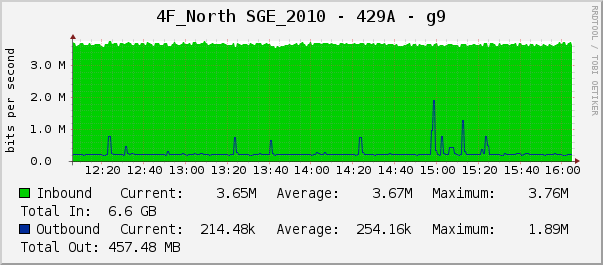 4F_North SGE_2010 - 429A - g9
RRDTOOL / TOBI OETIKER
bits per second
3.0 M
2.0 M
1.0 M
0.0
12:20 12:40 13:00 13:20 13:40 14:00 14:20 14:40 15:00 15:20 15:40 16:00
Inbound Current: 3.65M Average: 3.67M Maximum: 3.76M
Total In: 6.6 GB
Outbound Current: 214.48k Average: 254.16k Maximum: 1.89M
Total Out: 457.48 MB